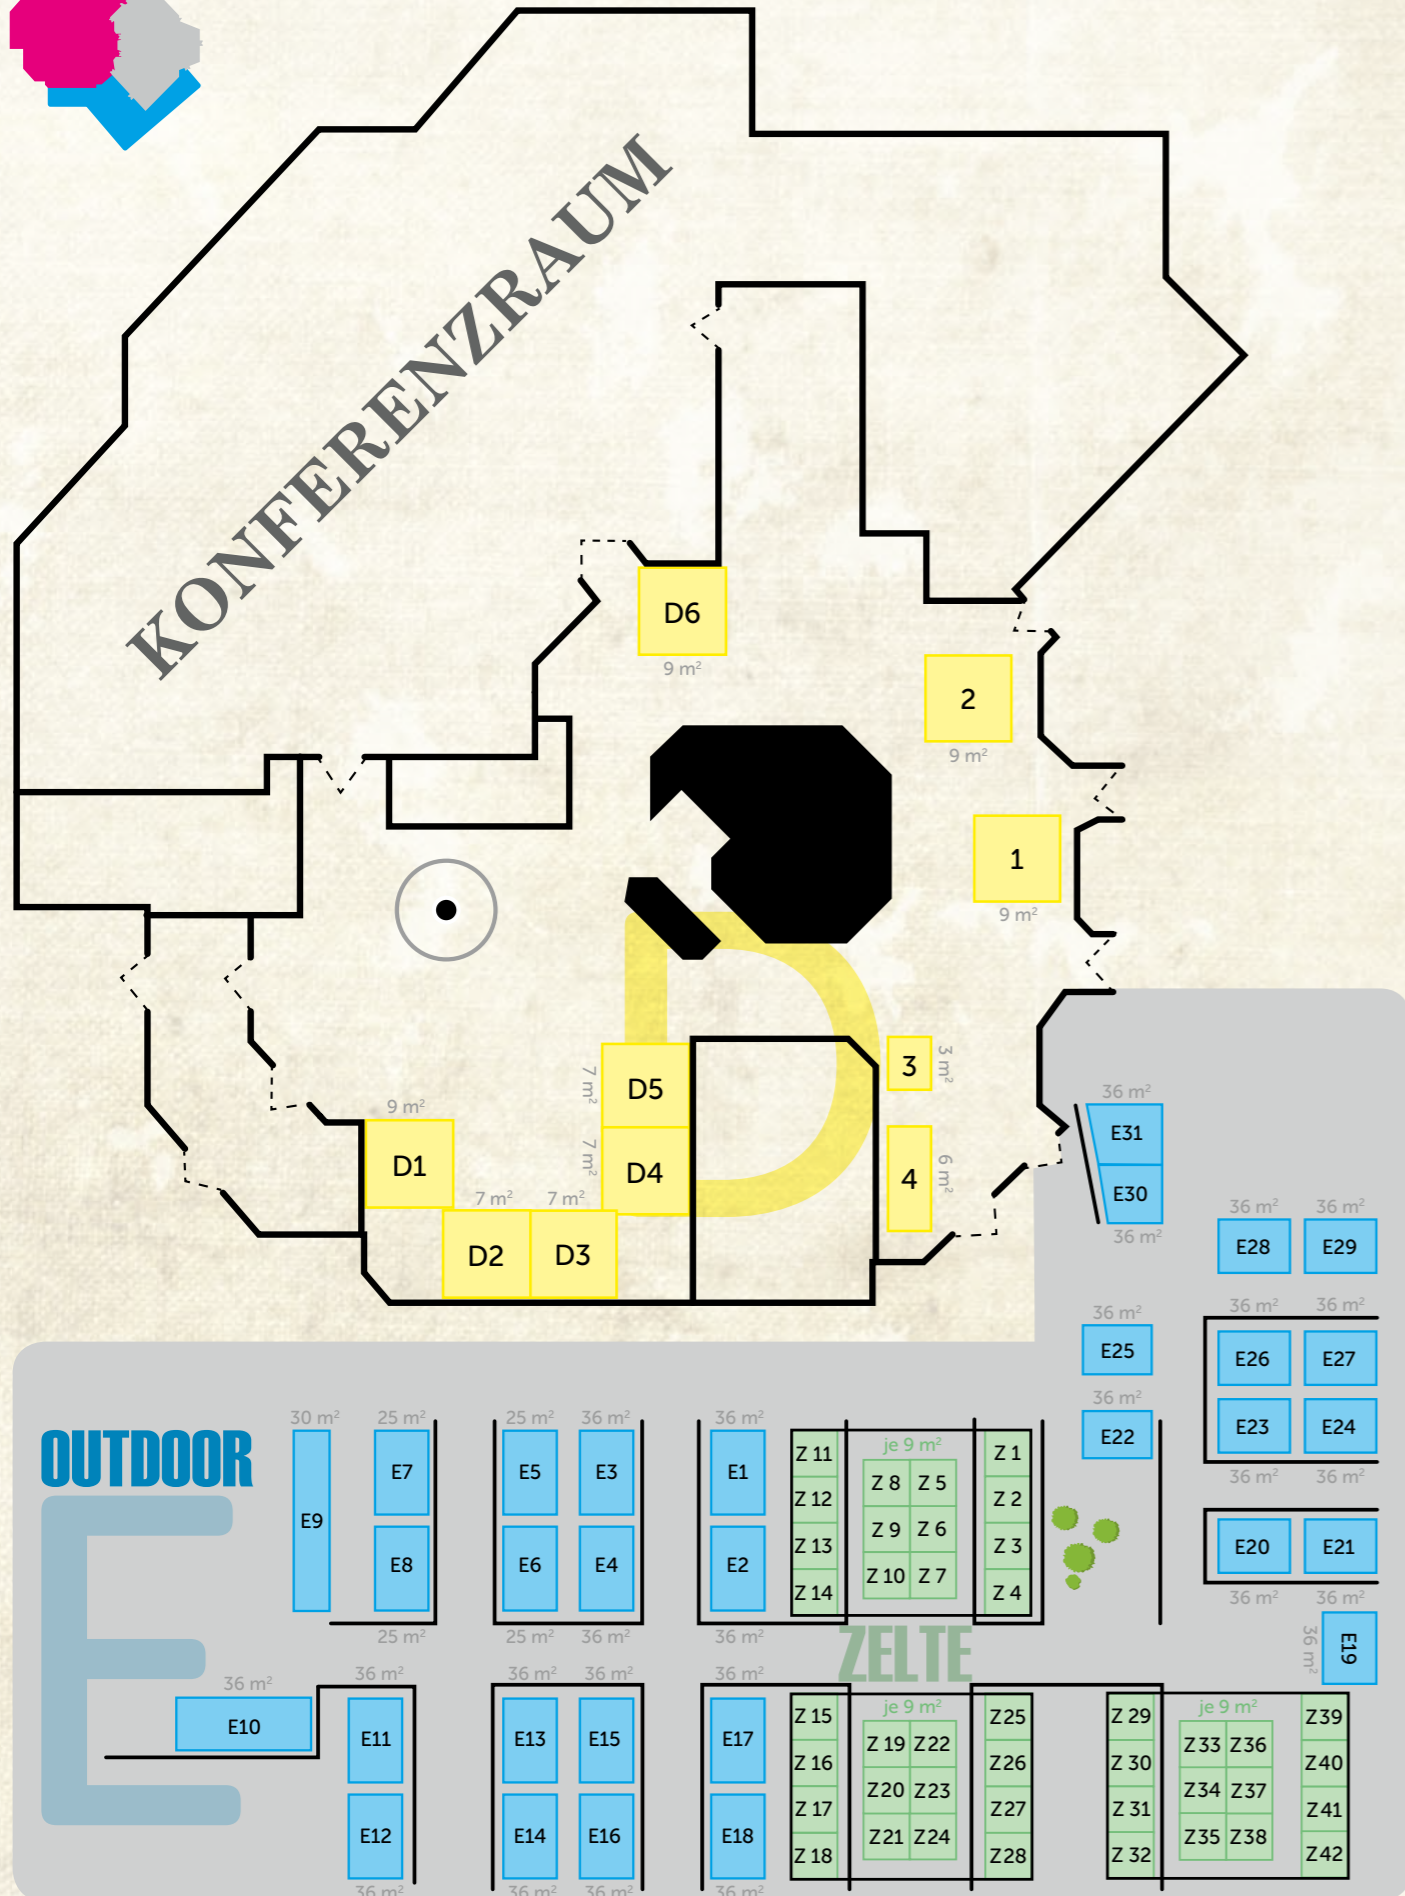 KONFERENZRAUM
D6
9 m²
2
9 m²
1
9 m²
D
3
3 m²
4
6 m²
7 m²
D5
7 m²
D4
9 m²
D1
7 m²
7 m²
D2
D3
36 m²
E31
E30
36 m²
36 m²
36 m²
E28
E29
36 m²
E25
36 m²
36 m²
E26
E27
E23
E24
36 m²
36 m²
36 m²
E22
E20
E21
36 m²
36 m²
36 m²
E19
OUTDOOR
E
30 m²
25 m²
25 m²
36 m²
36 m²
E9
E7
E5
E3
E1
E8
E6
E4
E2
25 m²
25 m²
36 m²
36 m²
Z 11
Z 12
Z 13
Z 14
je 9 m²
Z 8
Z 5
Z 9
Z 6
Z 10
Z 7
Z 1
Z 2
Z 3
Z 4
ZELTE
36 m²
36 m²
36 m²
36 m²
36 m²
E10
E11
E13
E15
E17
E12
E14
E16
E18
36 m²
36 m²
36 m²
36 m²
Z 15
Z 16
Z 17
Z 18
je 9 m²
Z 19
Z22
Z20
Z23
Z21
Z24
Z25
Z26
Z27
Z28
Z 29
Z 30
Z 31
Z 32
je 9 m²
Z33
Z36
Z34
Z37
Z35
Z38
Z39
Z40
Z41
Z42